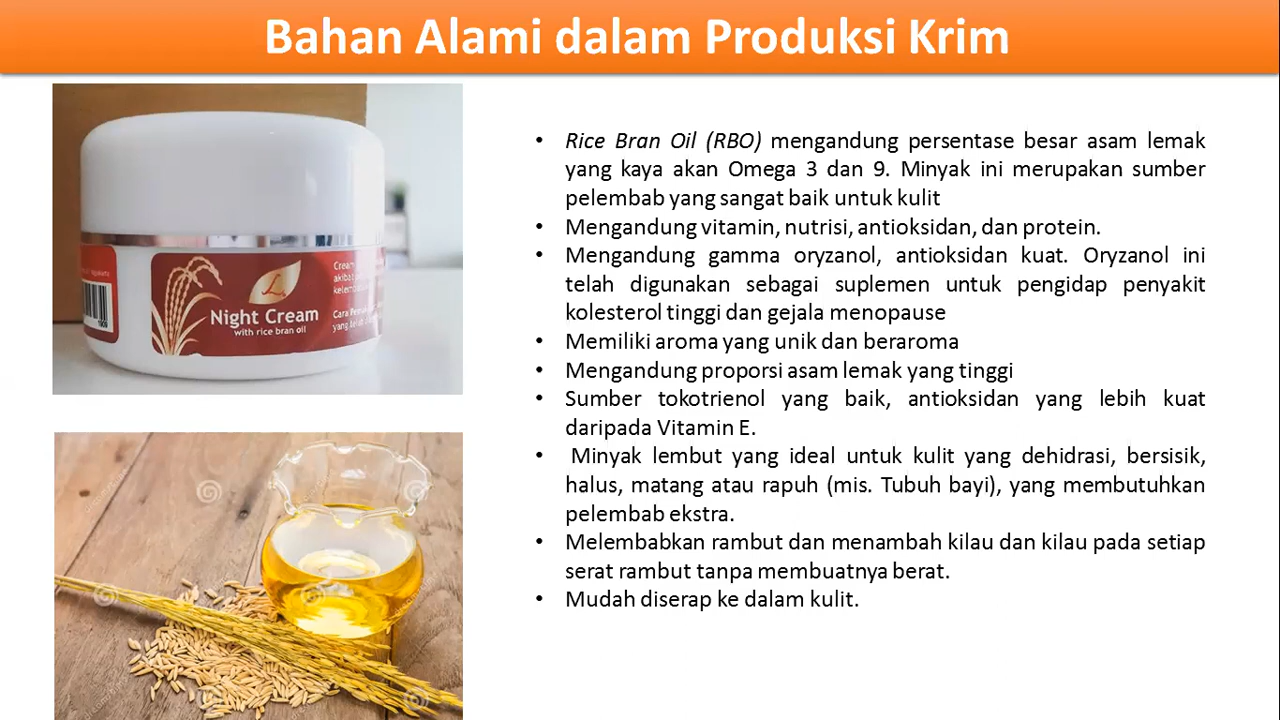 Bahan Alami dalam Produksi Krim
Night Cream
with rice bran oil
Cream
akibat
Cara
yang
• Rice Bran Oil (RBO) mengandung persentase besar asam lemak
yang kaya akan Omega 3 dan 9. Minyak ini merupakan sumber
pelembab yang sangat baik untuk kulit
• Mengandung vitamin, nutrisi, antioksidan, dan protein.
• Mengandung gamma oryzanol, antioksidan kuat. Oryzanol ini
telah digunakan sebagai suplemen untuk pengidap penyakit
kolesterol tinggi dan gejala menopause
• Memiliki aroma yang unik dan beraroma
• Mengandung proporsi asam lemak yang tinggi
• Sumber tokotrienol yang baik, antioksidan yang lebih kuat
daripada Vitamin E.
• Minyak lembut yang ideal untuk kulit yang dehidrasi, bersisik,
halus, matang atau rapuh (mis. Tubuh bayi), yang membutuhkan
pelembab ekstra.
• Melembabkan rambut dan menambah kilau dan kilau pada setiap
serat rambut tanpa membuatnya berat.
• Mudah diserap ke dalam kulit.